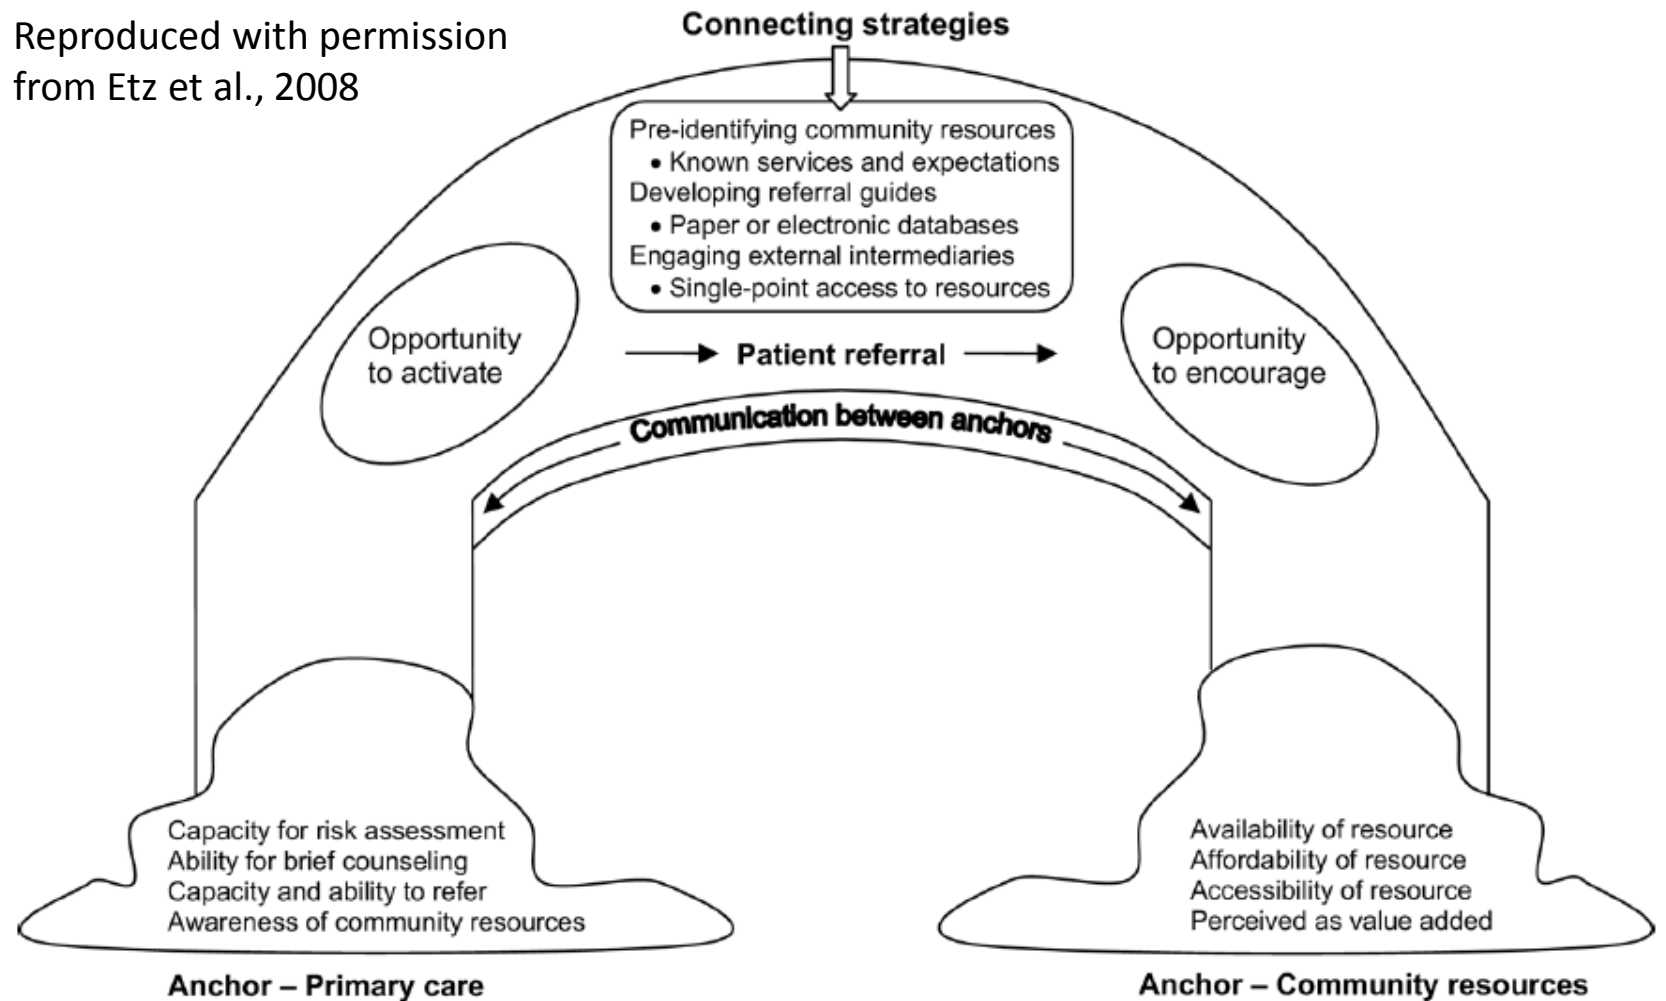 Reproduced with permission
from Etz et al., 2008
Connecting strategies
Pre-identifying community resources
• Known services and expectations
Developing referral guides
• Paper or electronic databases
Engaging external intermediaries
• Single-point access to resources
Opportunity
to activate
Patient referral
Opportunity
to encourage
Communication between anchors
Capacity for risk assessment
Ability for brief counseling
Capacity and ability to refer
Awareness of community resources
Anchor – Primary care
Availability of resource
Affordability of resource
Accessibility of resource
Perceived as value added
Anchor – Community resources